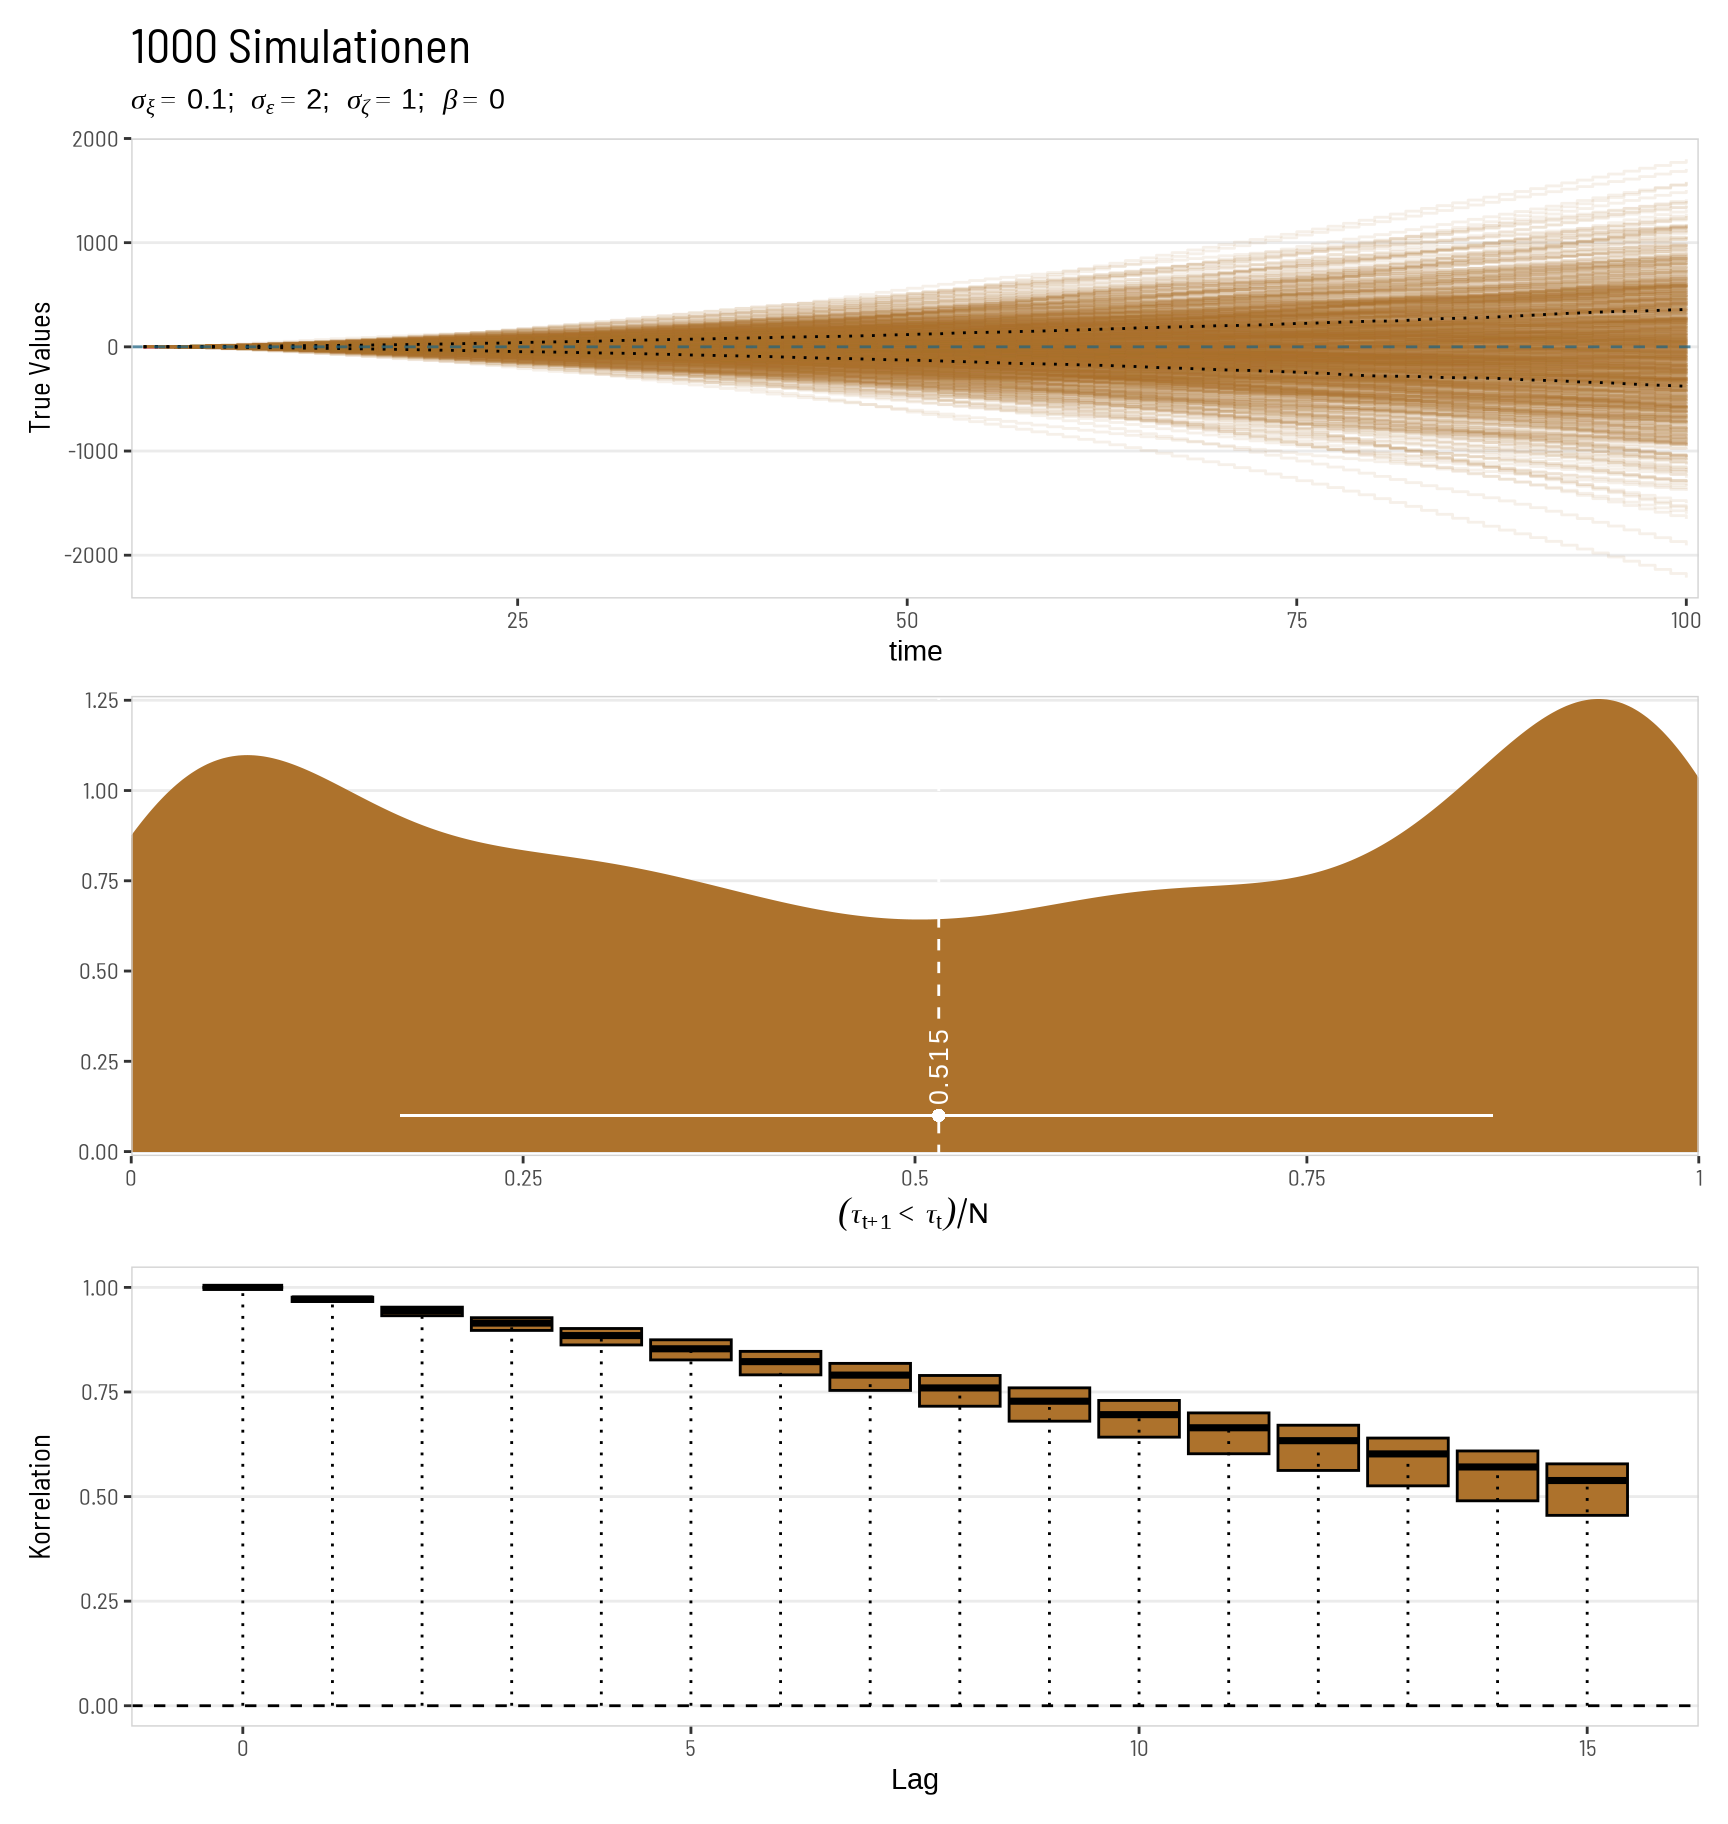 1000 Simulationen
σξ = 0.1; σε = 2; σζ = 1; β = 0
2000
1000
0
-1000
-2000
True Values
25 50 75 100
time
1.25
1.00
0.75
0.50
0.25
0.00
0.515
0 0.25 0.5 0.75 1
(τt+1 < τt)/N
1.00
0.75
0.50
0.25
0.00
Korrelation
0 5 10 15
Lag